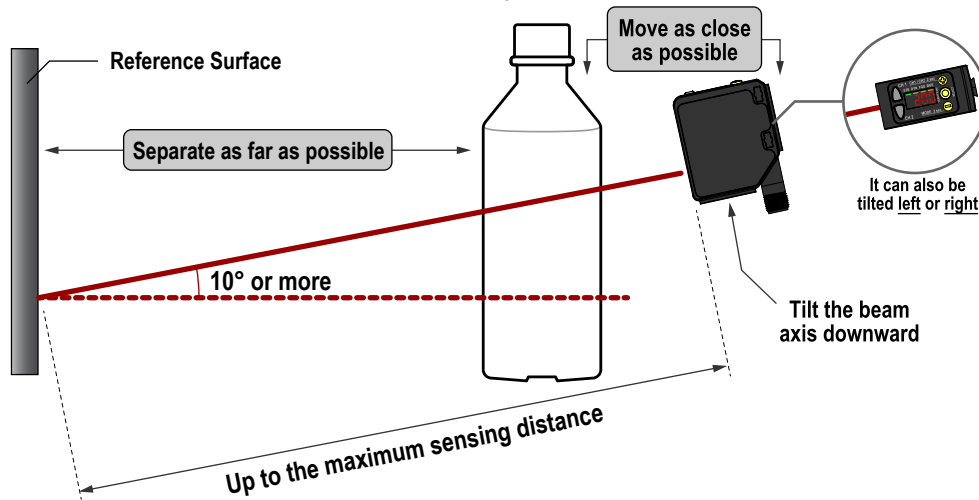 Move as close
as possible
Reference Surface
Separate as far as possible
It can also be
tilted left or right
10° or more
Tilt the beam
axis downward
Up to the maximum sensing distance